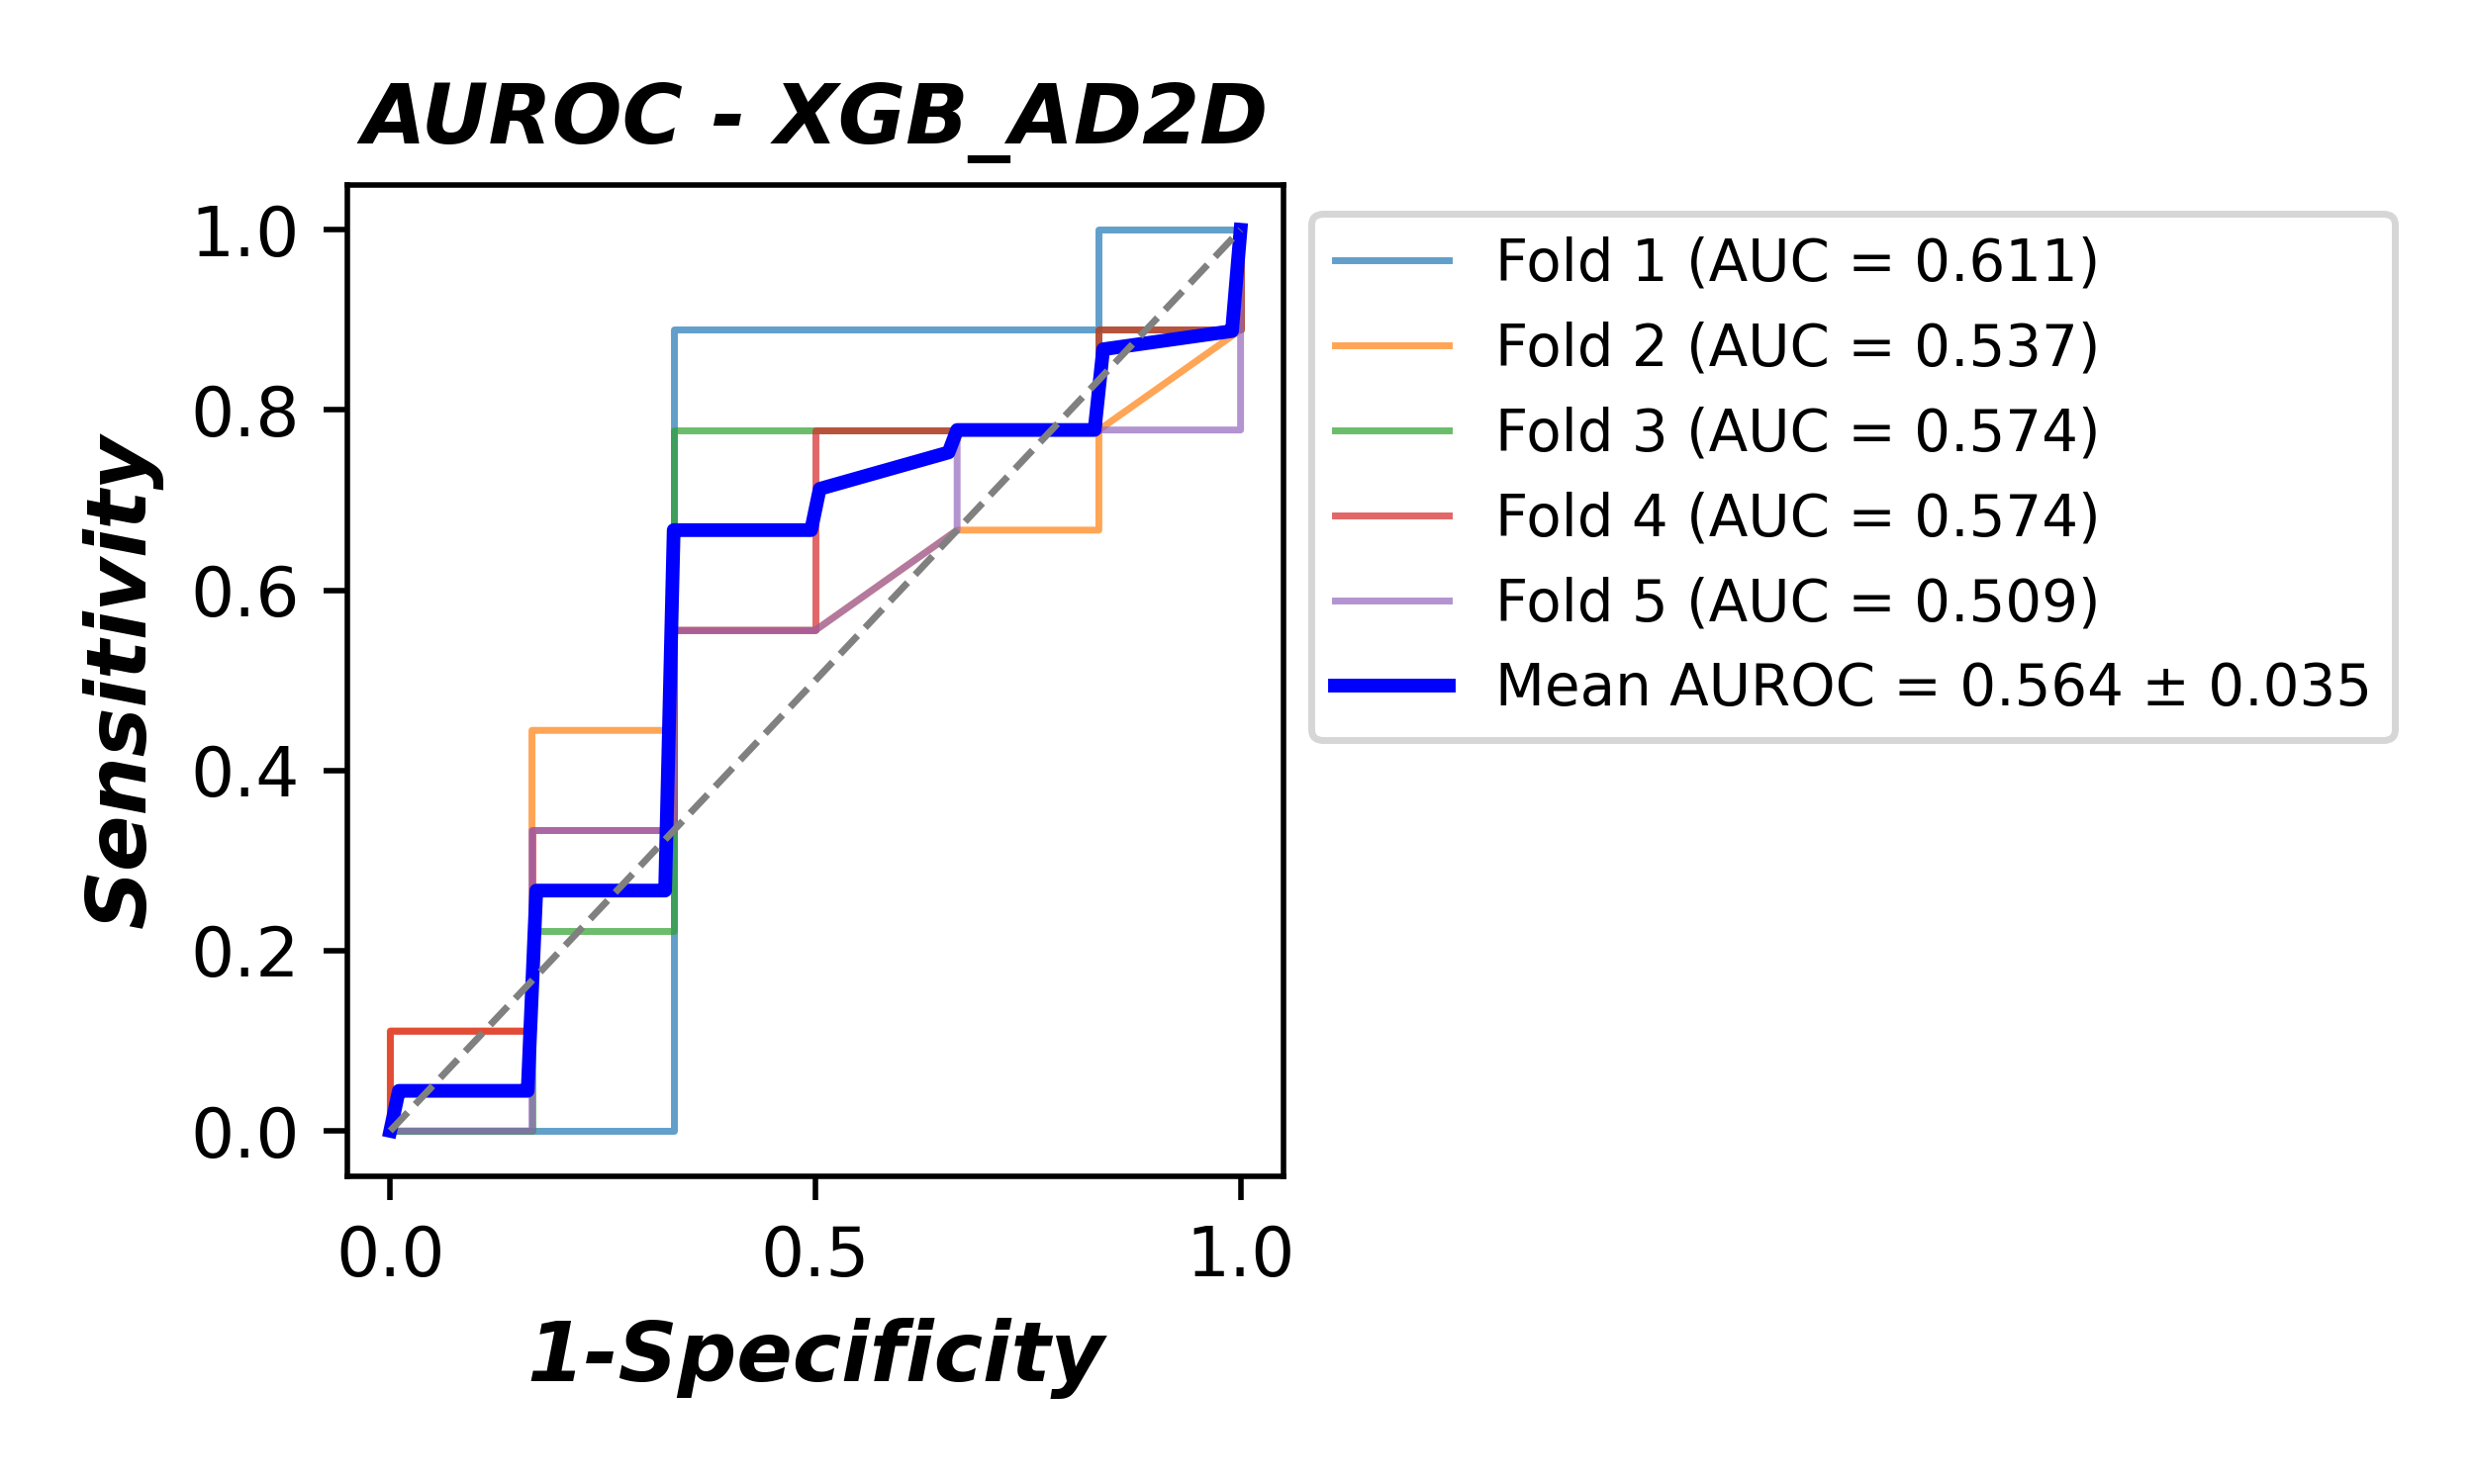 AUROC - XGB_AD2D
Sensitivity
1.0
0.8
0.6
0.4
0.2
0.0
0.0 0.5 1.0
1-Specificity
Fold 1 (AUC = 0.611)
Fold 2 (AUC = 0.537)
Fold 3 (AUC = 0.574)
Fold 4 (AUC = 0.574)
Fold 5 (AUC = 0.509)
Mean AUROC = 0.564 ± 0.035